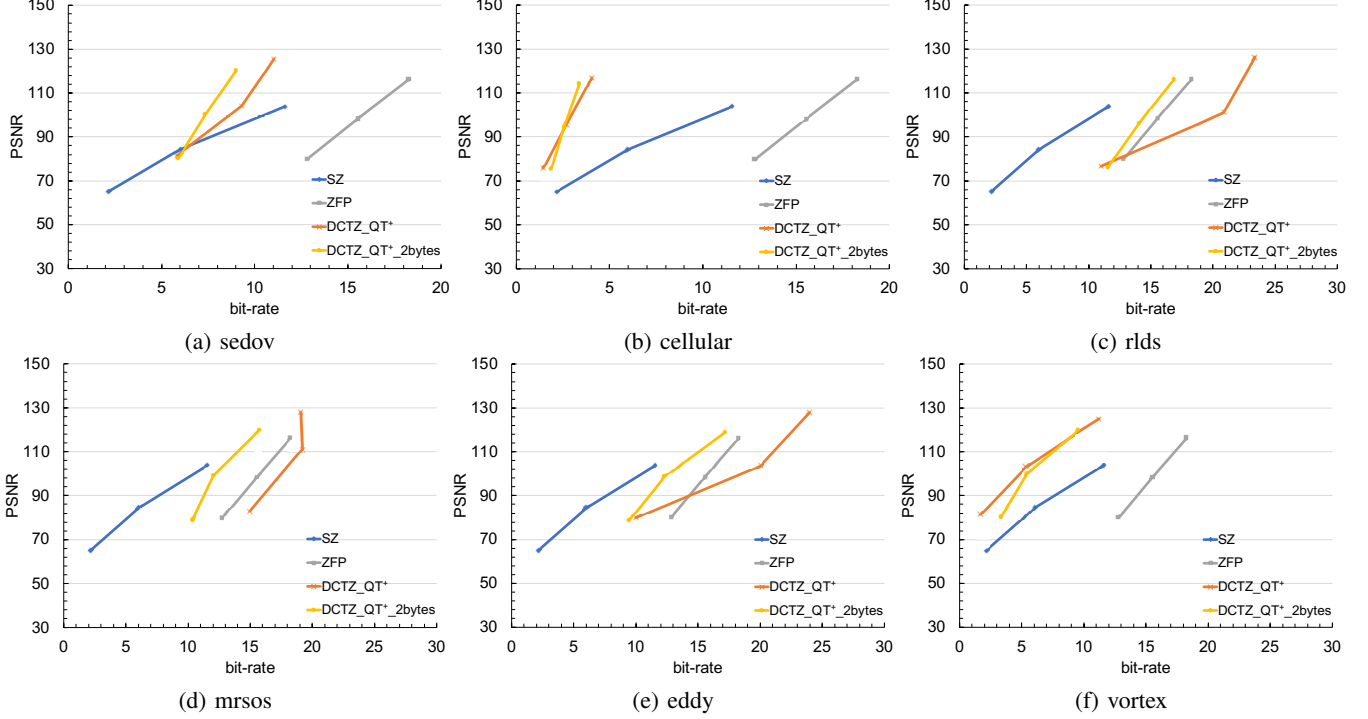 150
130
110
90
70
50
30
PSNR
SZ
ZFP
DCTZ_QT⁺
DCTZ_QT⁺_2bytes
0 5 10 15 20
bit-rate
(a) sedov
150
130
110
90
70
50
30
PSNR
SZ
ZFP
DCTZ_QT⁺
DCTZ_QT⁺_2bytes
0 5 10 15 20
bit-rate
(b) cellular
150
130
110
90
70
50
30
PSNR
SZ
ZFP
DCTZ_QT⁺
DCTZ_QT⁺_2bytes
0 5 10 15 20 25 30
bit-rate
(c) rlds
150
130
110
90
70
50
30
PSNR
SZ
ZFP
DCTZ_QT⁺
DCTZ_QT⁺_2bytes
0 5 10 15 20 25 30
bit-rate
(d) mrsos
150
130
110
90
70
50
30
PSNR
SZ
ZFP
DCTZ_QT⁺
DCTZ_QT⁺_2bytes
0 5 10 15 20 25 30
bit-rate
(e) eddy
150
130
110
90
70
50
30
PSNR
SZ
ZFP
DCTZ_QT⁺
DCTZ_QT⁺_2bytes
0 5 10 15 20 25 30
bit-rate
(f) vortex